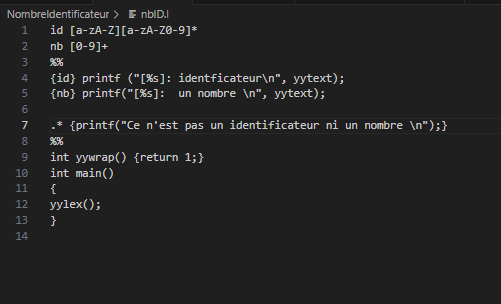 NombreIdentificateur > nbID.l
1 id [a-zA-Z][a-zA-Z0-9]*
2 nb [0-9]+
3 %%
4 {id} printf ("[%s]: identficateur\n", yytext);
5 {nb} printf("[%s]:  un nombre \n", yytext);
6
7 .* {printf("Ce n'est pas un identificateur ni un nombre \n");}
8 %%
9 int yywrap() {return 1;}
10 int main()
11 {
12 yylex();
13 }
14